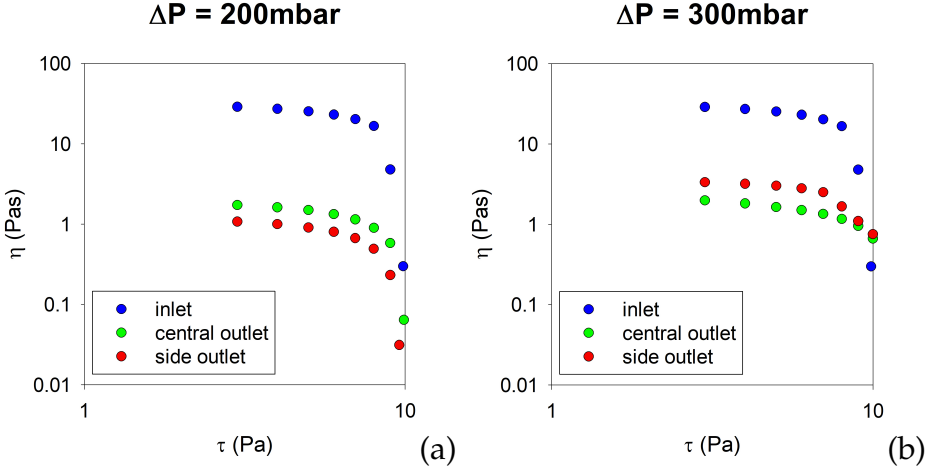 ΔP = 200mbar
100
10
1
0.1
0.01
η (Pas)
inlet
central outlet
side outlet
1
10
τ (Pa)
(a)
ΔP = 300mbar
100
10
1
0.1
0.01
η (Pas)
inlet
central outlet
side outlet
1
10
τ (Pa)
(b)